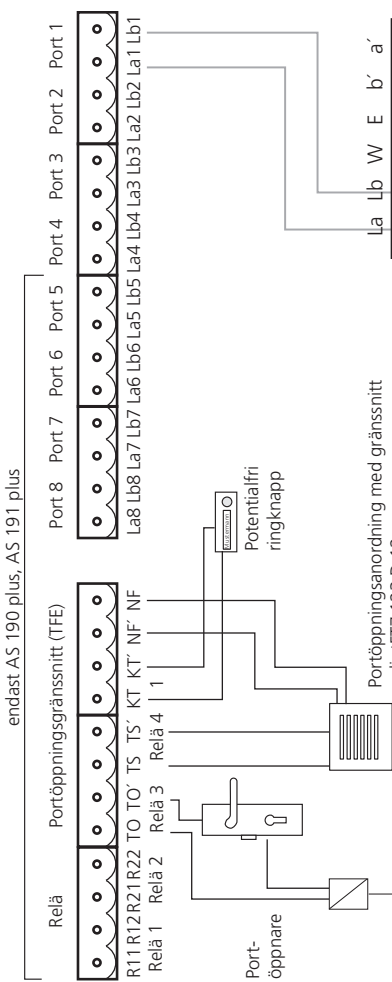 endast AS 190 plus, AS 191 plus
Relä
Portöppningsgränssnitt (TFE)
Port 8 Port 7 Port 6 Port 5 Port 4 Port 3 Port 2 Port 1
R11 R12 R21 R22 TO TO´ TS TS´ KT KT´ NF´ NF
La8 Lb8 La7 Lb7 La6 Lb6 La5 Lb5 La4 Lb4 La3 Lb3 La2 Lb2 La1 Lb1
Relä 1 Relä 2 Relä 3 Relä 4 1
Port-
öppnare
Mustermann
Potentialfri
ringknapp
Portöppningsanordning med gränssnitt
La Lb W E b´ a´